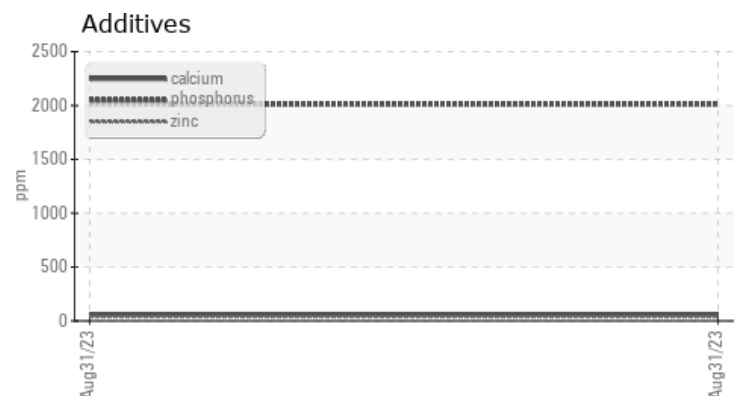 Additives
2500
2000
1500
1000
500
0
ppm
calcium
phosphorus
zinc
Aug31/23
Aug31/23